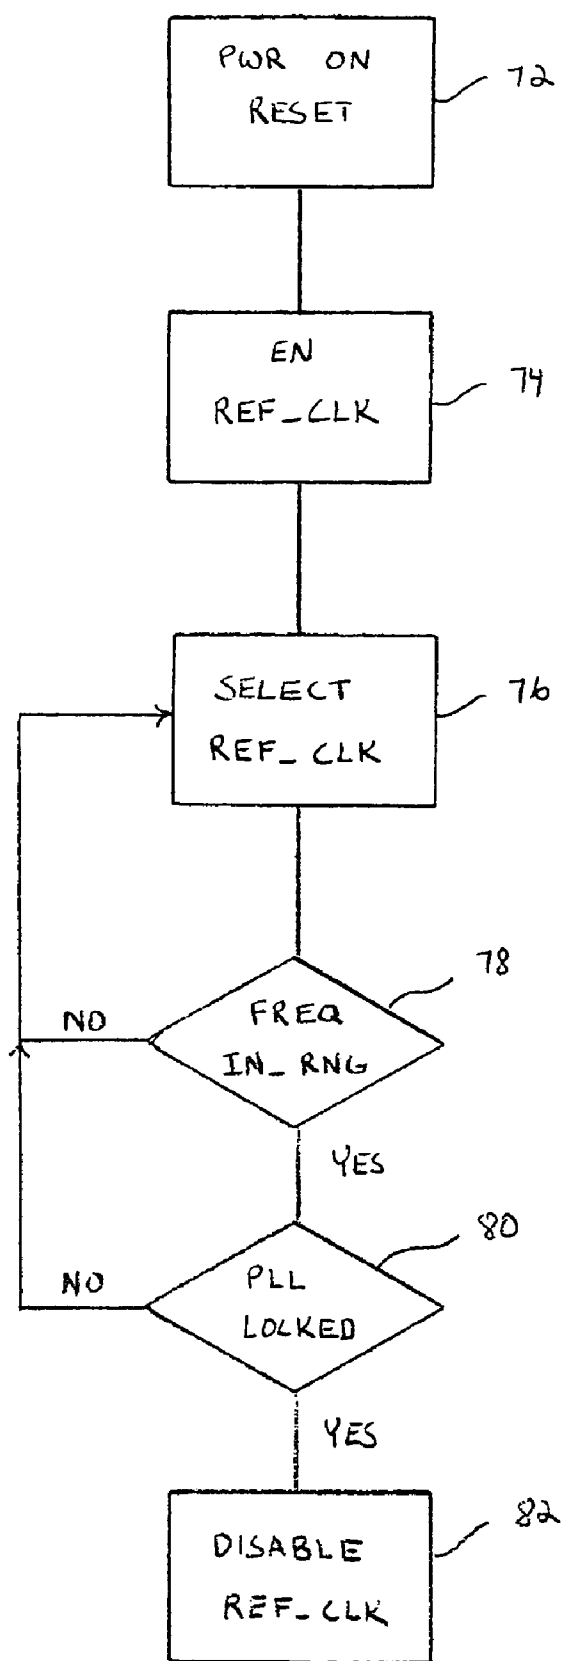 PWR ON
RESET
72
EN
REF_CLK
74
SELECT
REF_CLK
76
FREQ
IN_RNG
78
NO
YES
PLL
LOCKED
80
NO
YES
DISABLE
REF_CLK
82